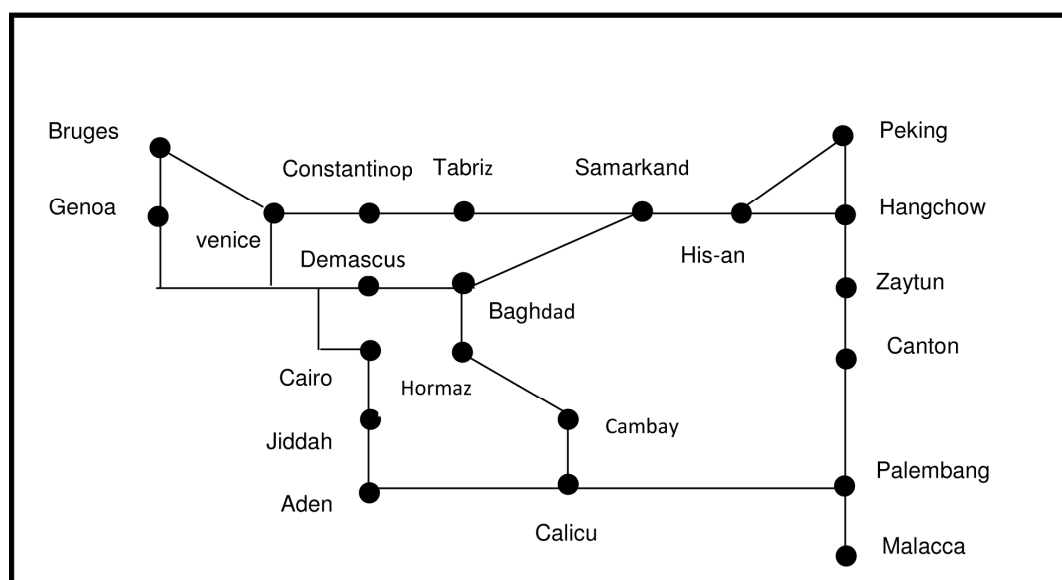 Bruges
Peking
Constantinop
Tabriz
Samarkand
Genoa
Hangchow
venice
Demascus
His-an
Zaytun
Baghdad
Canton
Cairo
Hormaz
Cambay
Jiddah
Palembang
Aden
Calicu
Malacca